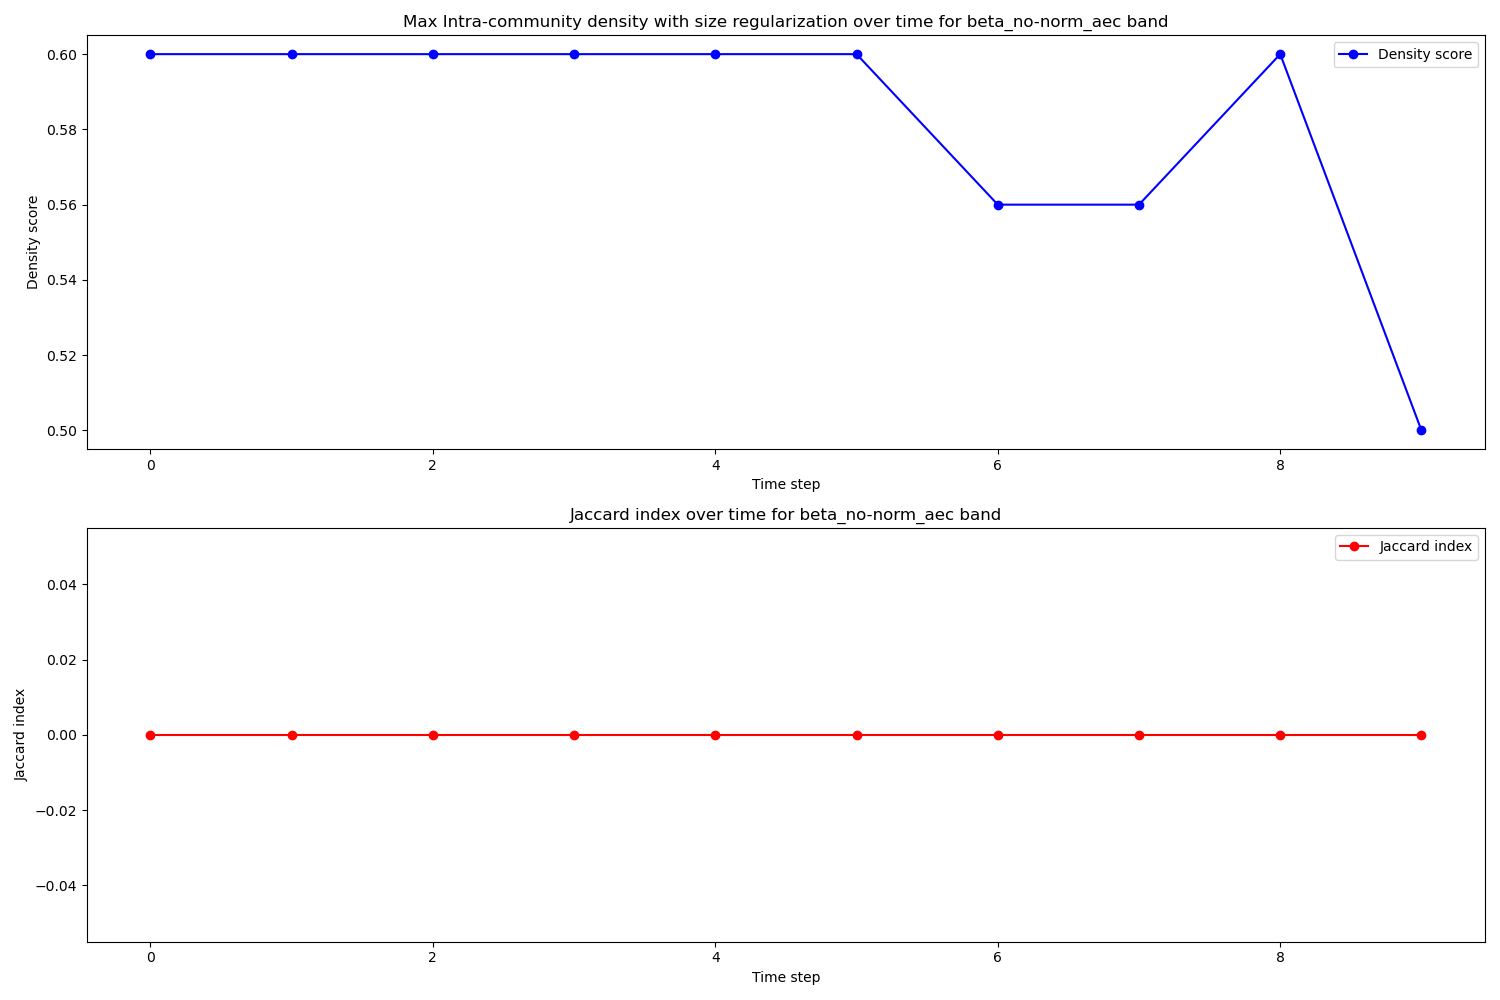 Max Intra-community density with size regularization over time for beta_no-norm_aec band
Density score
0.60
0.58
0.56
0.54
0.52
0.50
Density score
0
2
4
6
8
Time step
Jaccard index over time for beta_no-norm_aec band
Jaccard index
0.04
0.02
0.00
−0.02
−0.04
Jaccard index
0
2
4
6
8
Time step